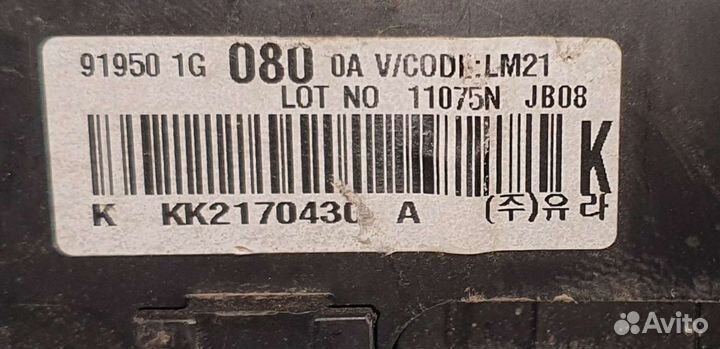 91950 1G 080 0A V/CODE:LM21
LOT NO 11075N JB08
K
K KK2170430 A (주)유라
Avito